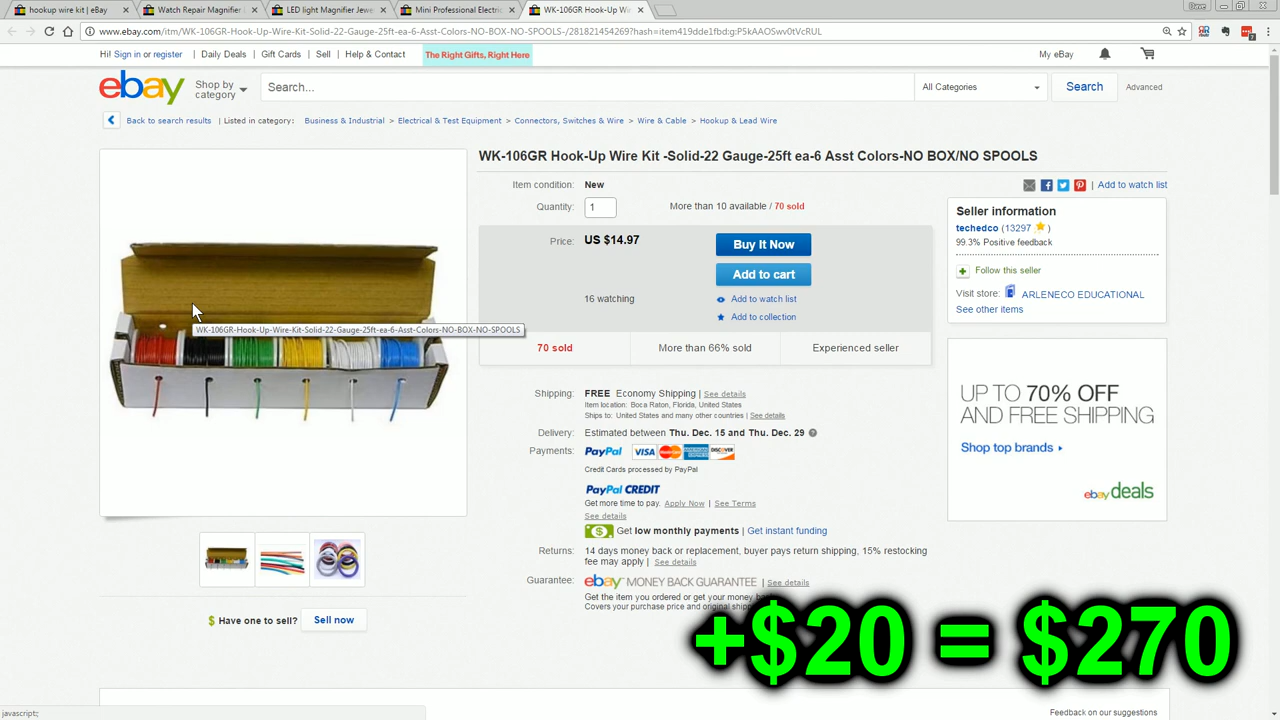 hookup wire kit | eBay
Watch Repair Magnifier
LED light Magnifier Jewe
Mini Professional Electric
WK-106GR Hook-Up Wi
Dave
www.ebay.com/itm/WK-106GR-Hook-Up-Wire-Kit-Solid-22-Gauge-25ft-ea-6-Asst-Colors-NO-BOX-NO-SPOOLS-/281821454269?hash=item419dde1fbd:g:P5kAAOSwv0tVcRUL
Hi! Sign in or register
Daily Deals
Gift Cards
Sell
Help & Contact
The Right Gifts, Right Here
My eBay
ebay
Shop by category
Search...
All Categories
Search
Advanced
Back to search results
Listed in category:
Business & Industrial > Electrical & Test Equipment > Connectors, Switches & Wire > Wire & Cable > Hookup & Lead Wire
WK-106GR Hook-Up Wire Kit -Solid-22 Gauge-25ft ea-6 Asst Colors-NO BOX/NO SPOOLS
Item condition: New
Add to watch list
Quantity: 1
More than 10 available / 70 sold
Price: US $14.97
Buy It Now
Add to cart
16 watching
Add to watch list
Add to collection
WK-106GR-Hook-Up-Wire-Kit-Solid-22-Gauge-25ft-ea-6-Asst-Colors-NO-BOX-NO-SPOOLS
70 sold
More than 66% sold
Experienced seller
Seller information
techedco (13297)
99.3% Positive feedback
Follow this seller
Visit store: ARLENECO EDUCATIONAL
See other items
UP TO 70% OFF
AND FREE SHIPPING
Shop top brands
ebay deals
Shipping: FREE Economy Shipping | See details
Item location: Boca Raton, Florida, United States
Ships to: United States and many other countries | See details
Delivery: Estimated between Thu. Dec. 15 and Thu. Dec. 29
Payments: PayPal VISA DISCOVER
Credit Cards processed by PayPal
PayPal CREDIT
Get more time to pay. Apply Now | See Terms
See details
Get low monthly payments | Get instant funding
Returns: 14 days money back or replacement, buyer pays return shipping, 15% restocking
fee may apply | See details
Guarantee: ebay MONEY BACK GUARANTEE | See details
Get the item you ordered or get your money ba
Covers your purchase price and original shipp
Have one to sell? Sell now
+$20 = $270
javascript:;
Feedback on our suggestions